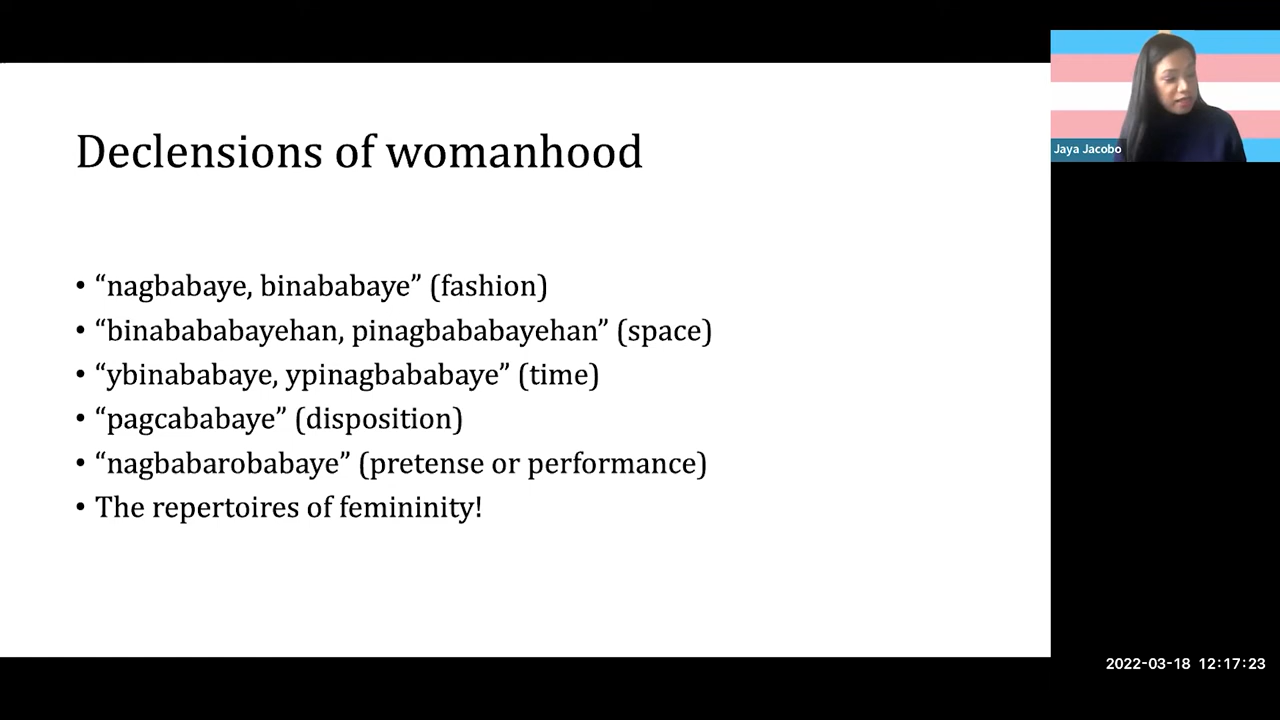 Declensions of womanhood
• “nagbabaye, binababaye” (fashion)
• “binabababayehan, pinagbababayehan” (space)
• “ybinababaye, ypinagbababaye” (time)
• “pagcababaye” (disposition)
• “nagbabarobabaye” (pretense or performance)
• The repertoires of femininity!
Jaya Jacobo
2022-03-18 12:17:23